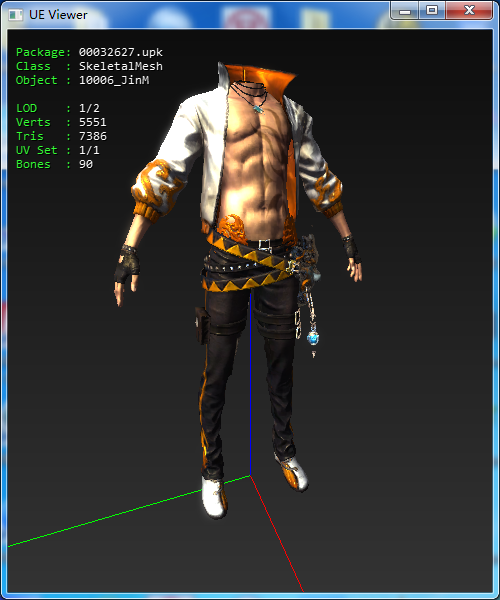 UE Viewer
Package: 00032627.upk
Class : SkeletalMesh
Object : 10006_JinM
LOD : 1/2
Verts : 5551
Tris : 7386
UV Set : 1/1
Bones : 90